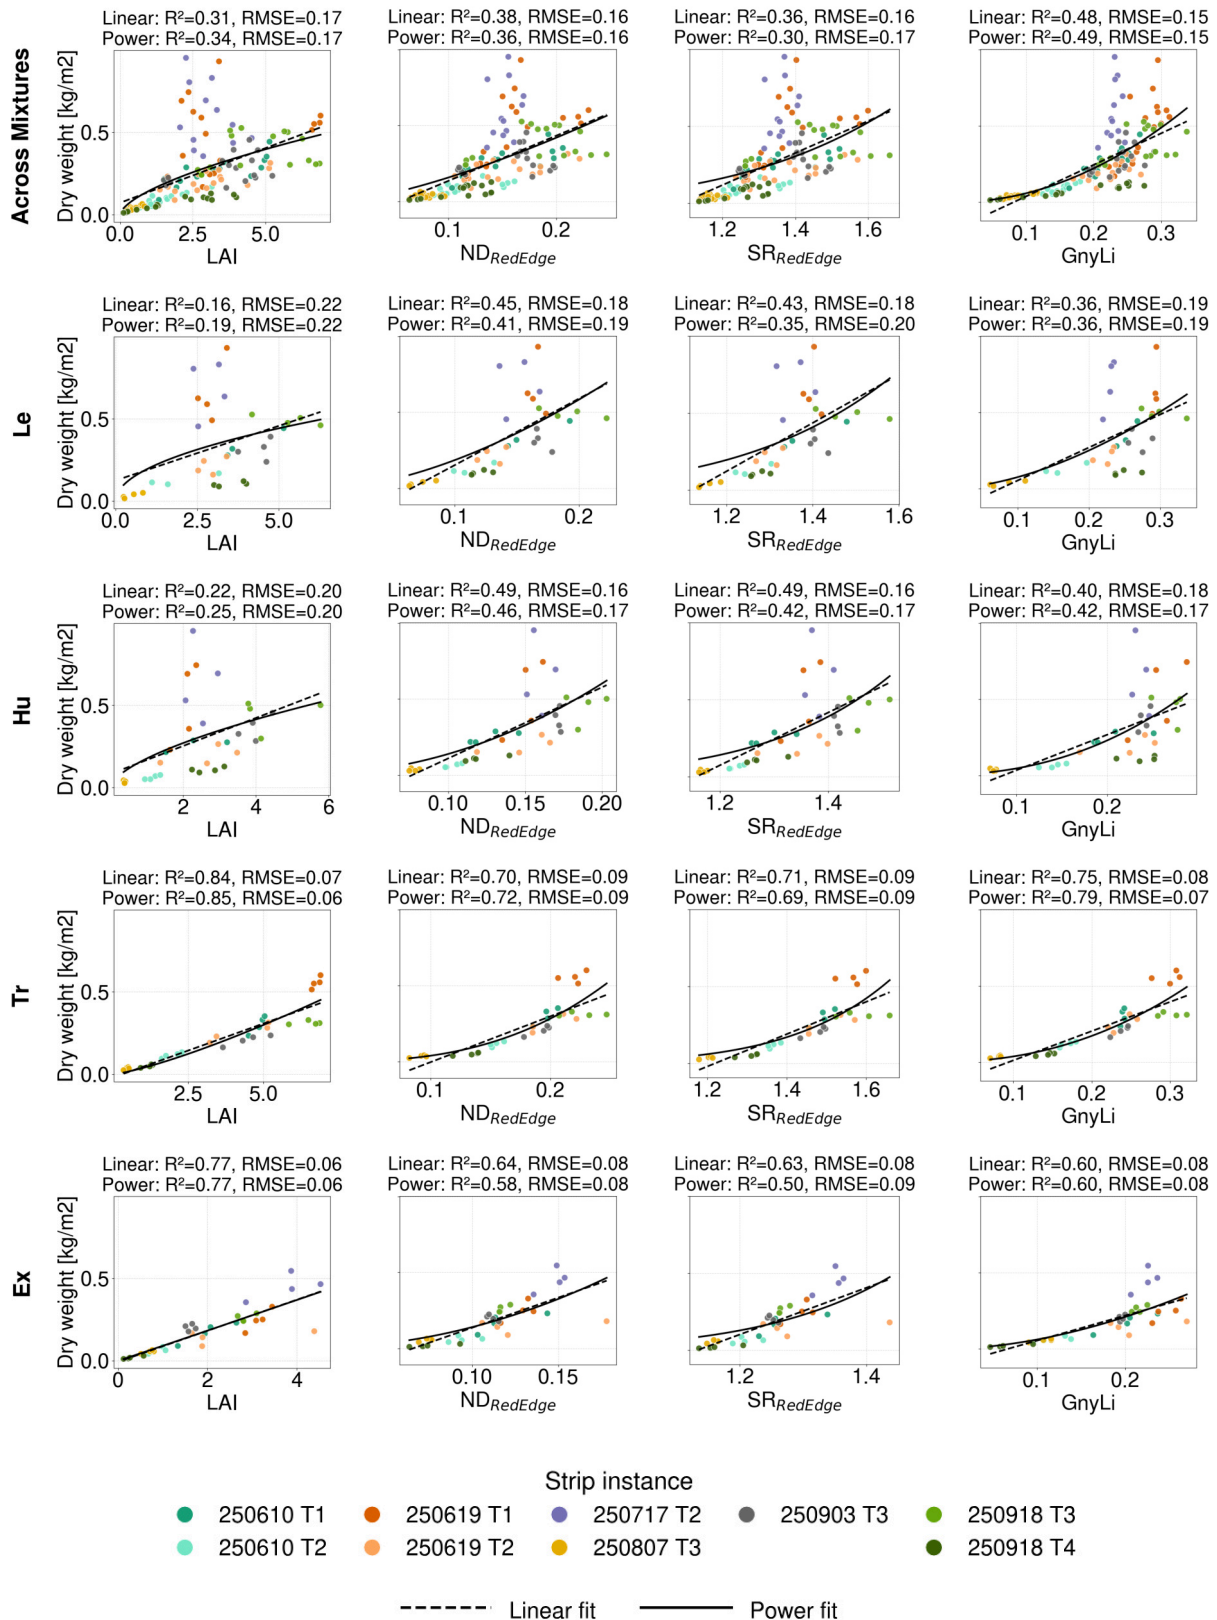 Linear: R²=0.31, RMSE=0.17
Power: R²=0.34, RMSE=0.17
Linear: R²=0.38, RMSE=0.16
Power: R²=0.36, RMSE=0.16
Linear: R²=0.36, RMSE=0.16
Power: R²=0.30, RMSE=0.17
Linear: R²=0.48, RMSE=0.15
Power: R²=0.49, RMSE=0.15
Across Mixtures
Dry weight [kg/m2]
0.5
0.0
0.0 2.5 5.0
LAI
0.1 0.2
ND RedEdge
1.2 1.4 1.6
SR RedEdge
0.1 0.2 0.3
GnyLi
Linear: R²=0.16, RMSE=0.22
Power: R²=0.19, RMSE=0.22
Linear: R²=0.45, RMSE=0.18
Power: R²=0.41, RMSE=0.19
Linear: R²=0.43, RMSE=0.18
Power: R²=0.35, RMSE=0.20
Linear: R²=0.36, RMSE=0.19
Power: R²=0.36, RMSE=0.19
Le
Dry weight [kg/m2]
0.5
0.0
0.0 2.5 5.0
LAI
0.1 0.2
ND RedEdge
1.2 1.4 1.6
SR RedEdge
0.1 0.2 0.3
GnyLi
Linear: R²=0.22, RMSE=0.20
Power: R²=0.25, RMSE=0.20
Linear: R²=0.49, RMSE=0.16
Power: R²=0.46, RMSE=0.17
Linear: R²=0.49, RMSE=0.16
Power: R²=0.42, RMSE=0.17
Linear: R²=0.40, RMSE=0.18
Power: R²=0.42, RMSE=0.17
Hu
Dry weight [kg/m2]
0.5
0.0
2 4 6
LAI
0.10 0.15 0.20
ND RedEdge
1.2 1.4
SR RedEdge
0.1 0.2
GnyLi
Linear: R²=0.84, RMSE=0.07
Power: R²=0.85, RMSE=0.06
Linear: R²=0.70, RMSE=0.09
Power: R²=0.72, RMSE=0.09
Linear: R²=0.71, RMSE=0.09
Power: R²=0.69, RMSE=0.09
Linear: R²=0.75, RMSE=0.08
Power: R²=0.79, RMSE=0.07
Tr
Dry weight [kg/m2]
0.5
0.0
2.5 5.0
LAI
0.1 0.2
ND RedEdge
1.2 1.4 1.6
SR RedEdge
0.1 0.2 0.3
GnyLi
Linear: R²=0.77, RMSE=0.06
Power: R²=0.77, RMSE=0.06
Linear: R²=0.64, RMSE=0.08
Power: R²=0.58, RMSE=0.08
Linear: R²=0.63, RMSE=0.08
Power: R²=0.50, RMSE=0.09
Linear: R²=0.60, RMSE=0.08
Power: R²=0.60, RMSE=0.08
Ex
Dry weight [kg/m2]
0.5
0.0
0 2 4
LAI
0.10 0.15
ND RedEdge
1.2 1.4
SR RedEdge
0.1 0.2
GnyLi
Strip instance
250610 T1 250619 T1 250717 T2 250903 T3 250918 T3
250610 T2 250619 T2 250807 T3 250918 T4
Linear fit Power fit